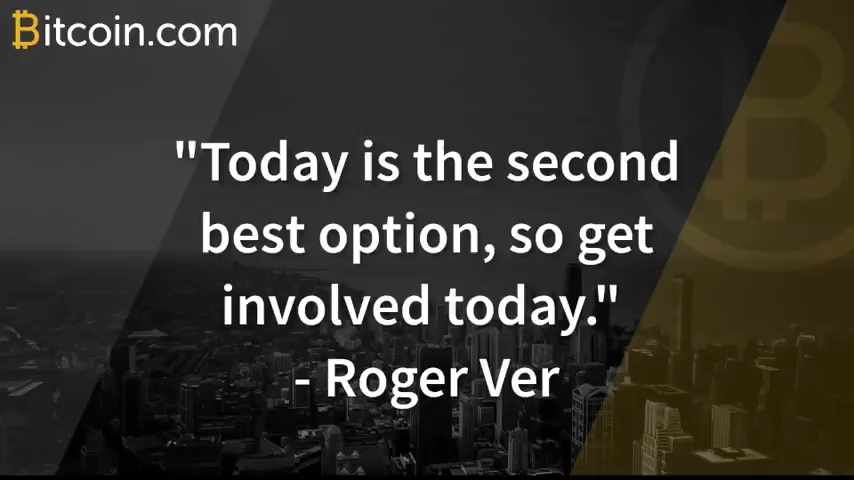 Bitcoin.com
"Today is the second
best option, so get
involved today."
- Roger Ver